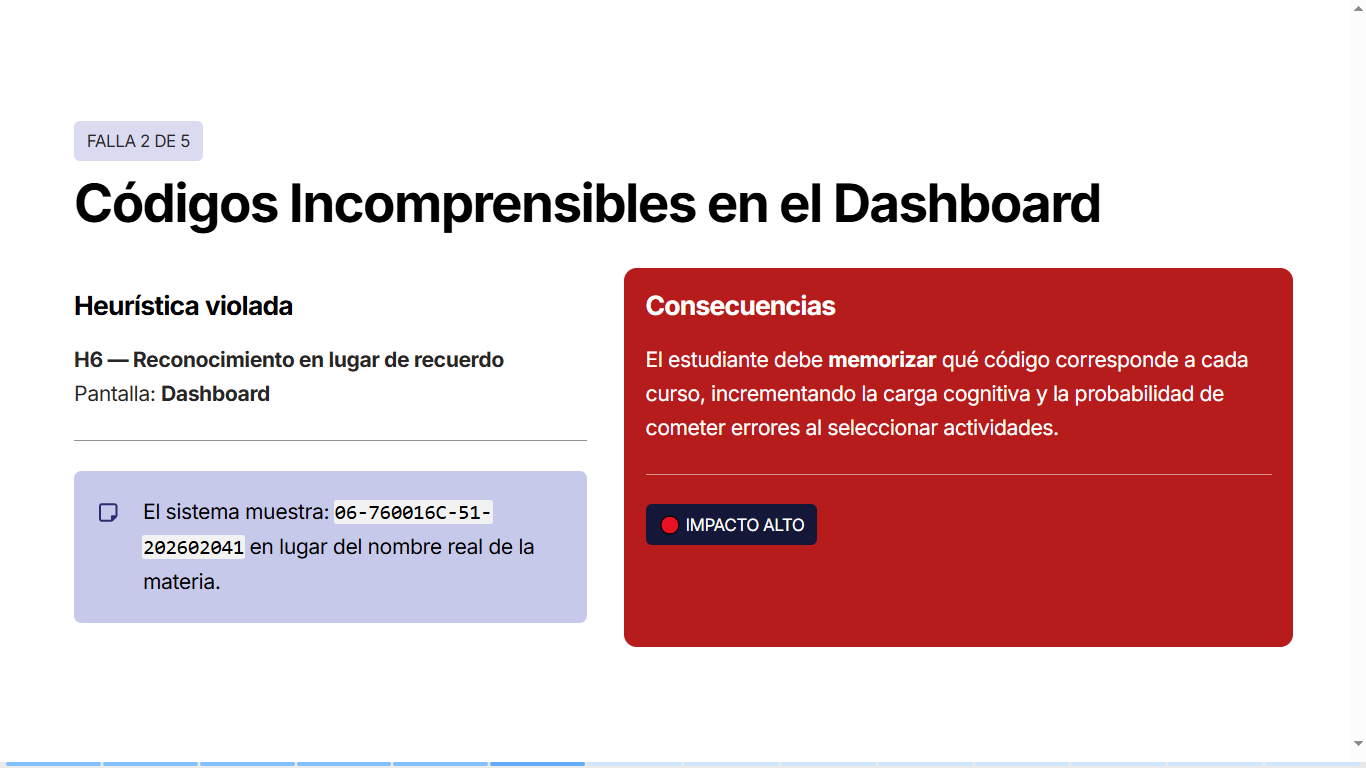 FALLA 2 DE 5
Códigos Incomprensibles en el Dashboard
Heurística violada
H6 — Reconocimiento en lugar de recuerdo
Pantalla: Dashboard
El sistema muestra: 06-760016C-51-
202602041 en lugar del nombre real de la
materia.
Consecuencias
El estudiante debe memorizar qué código corresponde a cada
curso, incrementando la carga cognitiva y la probabilidad de
cometer errores al seleccionar actividades.
IMPACTO ALTO